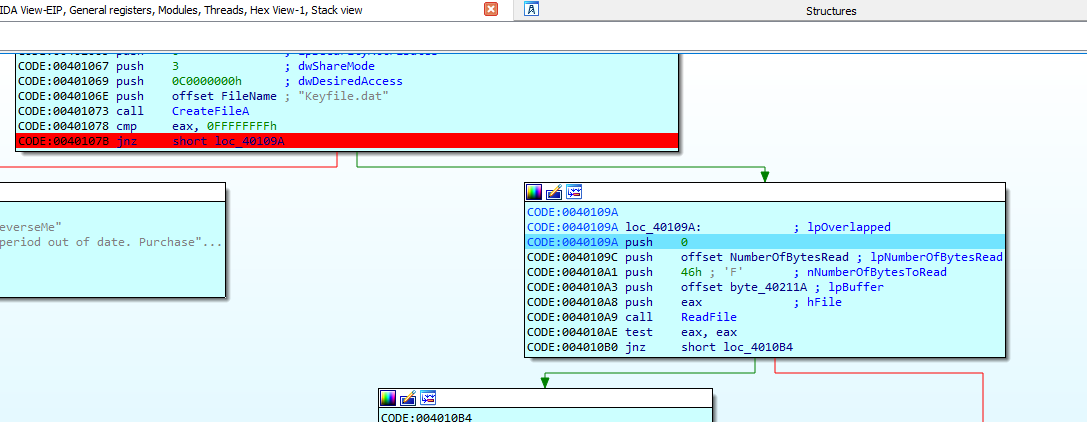 IDA View-EIP, General registers, Modules, Threads, Hex View-1, Stack view
Structures
push
CODE:00401067 push 3 ; dwShareMode
CODE:00401069 push 0C0000000h ; dwDesiredAccess
CODE:0040106E push offset FileName ; "Keyfile.dat"
CODE:00401073 call CreateFileA
CODE:00401078 cmp eax, 0FFFFFFFFh
CODE:0040107B jnz short loc_40109A
everseMe"
period out of date. Purchase"...
CODE:0040109A
CODE:0040109A loc_40109A: ; lpOverlapped
CODE:0040109A push 0
CODE:0040109C push offset NumberOfBytesRead ; lpNumberOfBytesRead
CODE:004010A1 push 46h ; 'F' ; nNumberOfBytesToRead
CODE:004010A3 push offset byte_40211A ; lpBuffer
CODE:004010A8 push eax ; hFile
CODE:004010A9 call ReadFile
CODE:004010AE test eax, eax
CODE:004010B0 jnz short loc_4010B4
CODE:004010B4